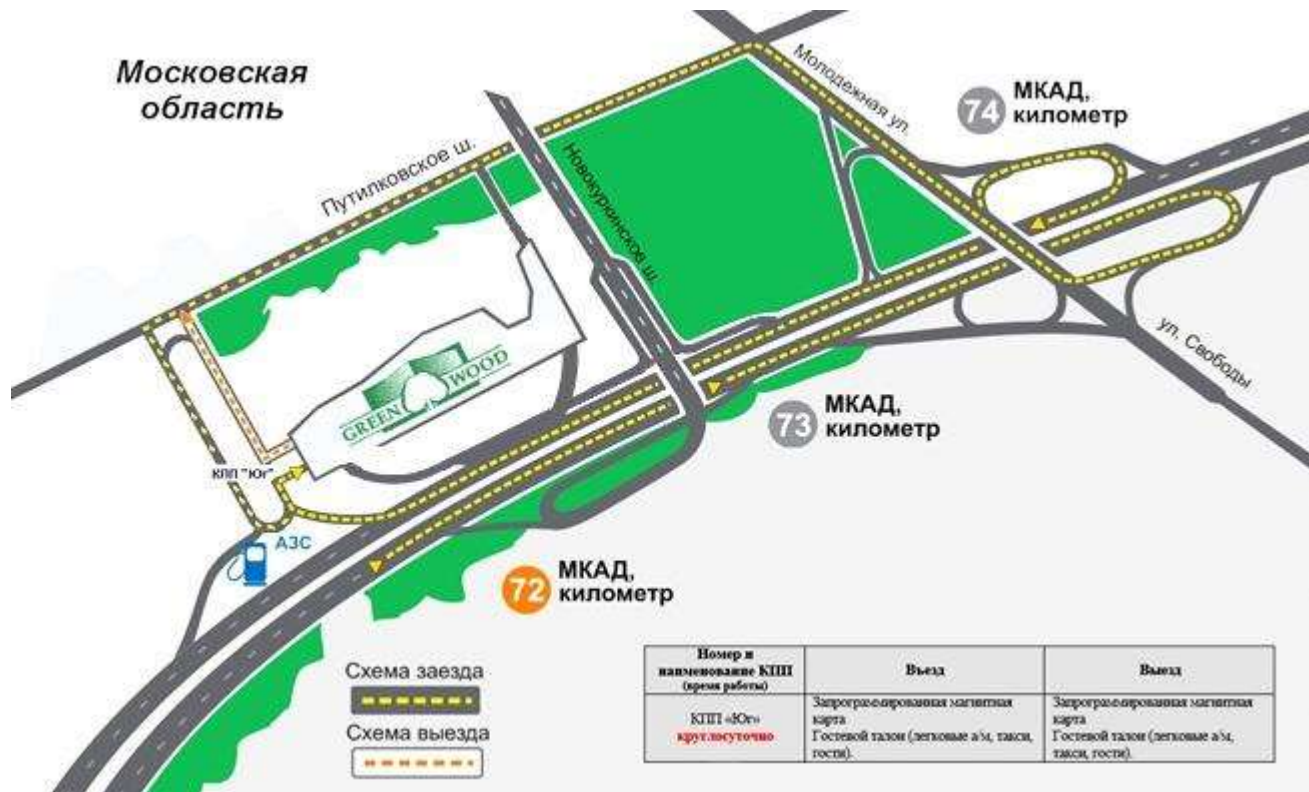 Московская
область
74
МКАД,
километр
Молодежная ул.
Путилковское ш.
Новокуркинское ш.
ул. Свободы
GREEN WOOD
73
МКАД,
километр
КПП "Юг"
АЗС
72
МКАД,
километр
Схема заезда
Схема выезда
Номер и
наименование КПП
(время работы)
Въезд
Выезд
КПП «Юг»
круглосуточно
Запрограммированная магнитная
карта
Гостевой талон (легковые а/м, такси,
гости).
Запрограммированная магнитная
карта
Гостевой талон (легковые а/м,
такси, гости).